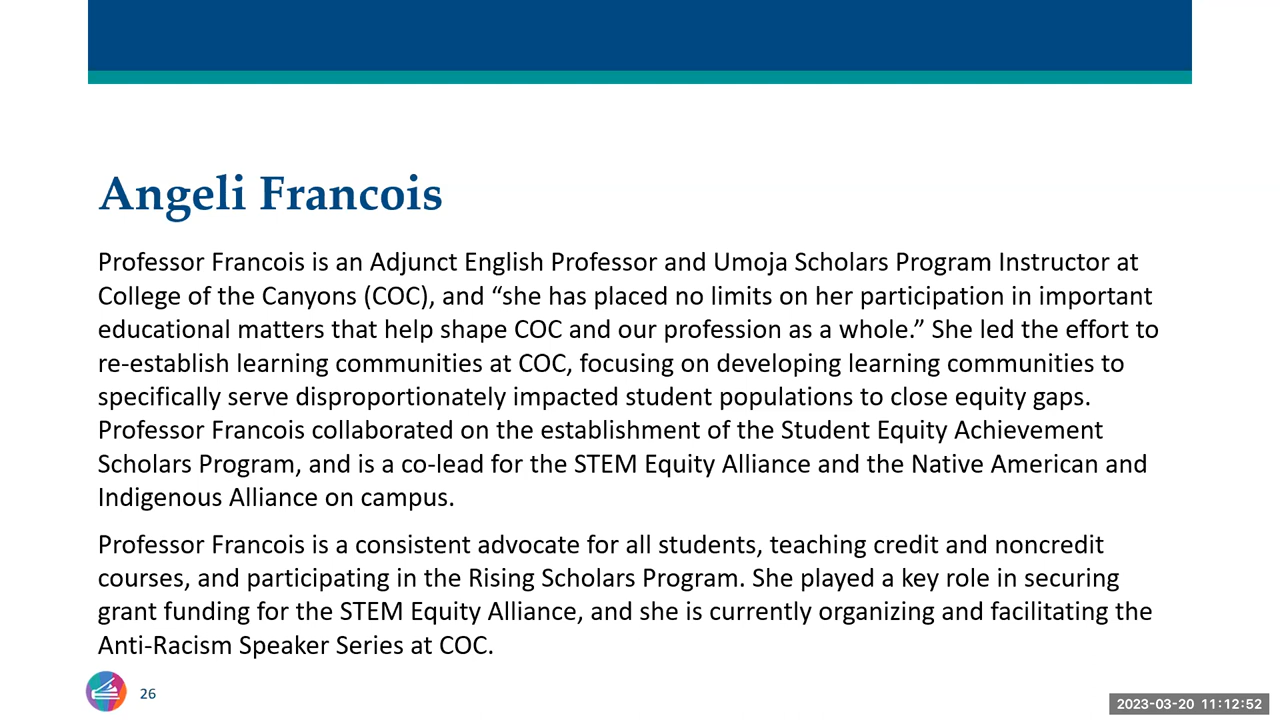 Angeli Francois
Professor Francois is an Adjunct English Professor and Umoja Scholars Program Instructor at
College of the Canyons (COC), and “she has placed no limits on her participation in important
educational matters that help shape COC and our profession as a whole.” She led the effort to
re-establish learning communities at COC, focusing on developing learning communities to
specifically serve disproportionately impacted student populations to close equity gaps.
Professor Francois collaborated on the establishment of the Student Equity Achievement
Scholars Program, and is a co-lead for the STEM Equity Alliance and the Native American and
Indigenous Alliance on campus.
Professor Francois is a consistent advocate for all students, teaching credit and noncredit
courses, and participating in the Rising Scholars Program. She played a key role in securing
grant funding for the STEM Equity Alliance, and she is currently organizing and facilitating the
Anti-Racism Speaker Series at COC.
26
2023-03-20 11:12:52